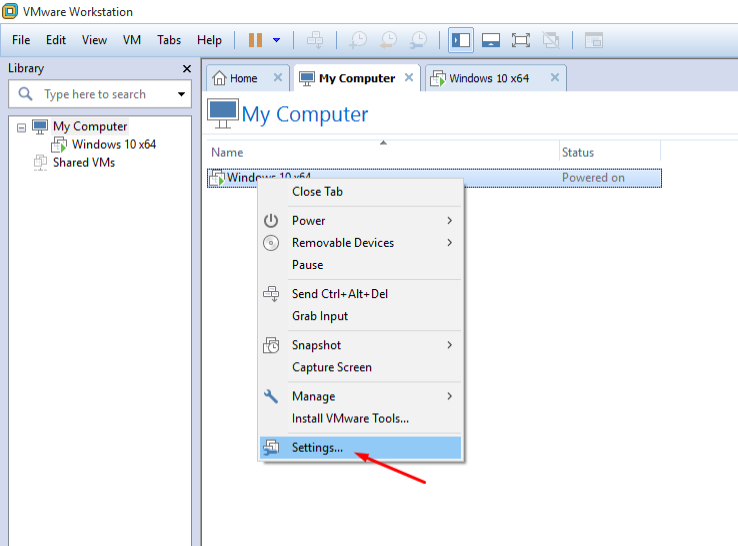 VMware Workstation
File Edit View VM Tabs Help
Library
Type here to search
My Computer
Windows 10 x64
Shared VMs
Home My Computer Windows 10 x64
My Computer
Name Status
Windows 10 x64 Powered on
Close Tab
Power
Removable Devices
Pause
Send Ctrl+Alt+Del
Grab Input
Snapshot
Capture Screen
Manage
Install VMware Tools...
Settings...